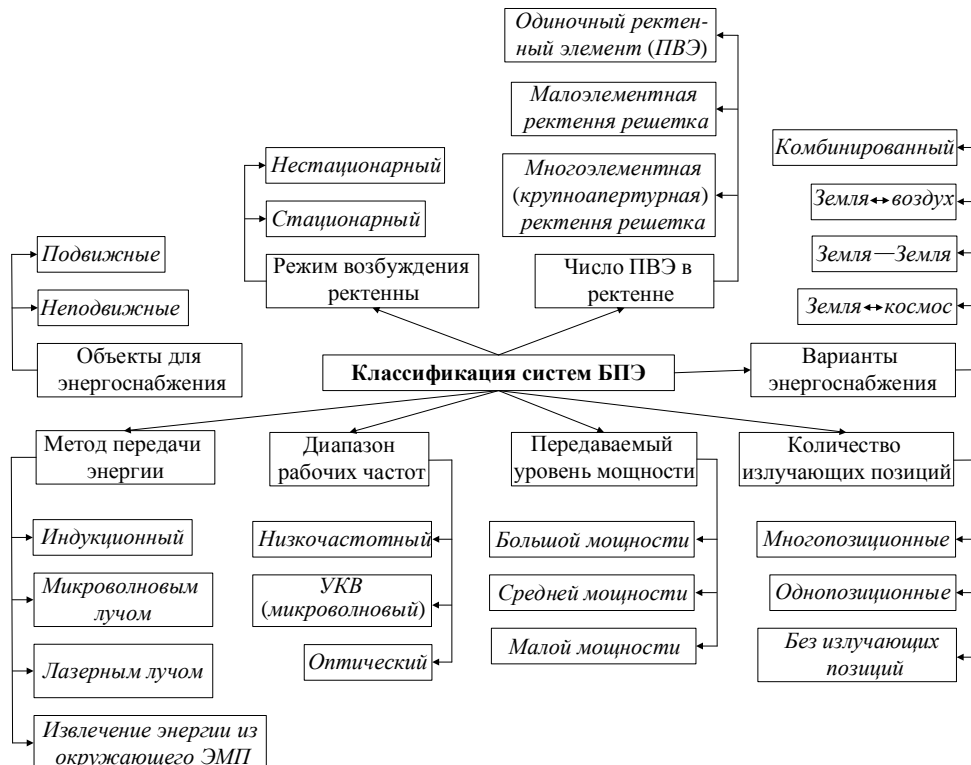 Одиночный ректен-
ный элемент (ПВЭ)
Малоэлементная
ректення решетка
Многоэлементная
(крупноапертурная)
ректення решетка
Число ПВЭ в
ректенне
Нестационарный
Стационарный
Режим возбуждения
ректенны
Подвижные
Неподвижные
Объекты для
энергоснабжения
Комбинированный
Земля↔воздух
Земля—Земля
Земля↔космос
Варианты
энергоснабжения
Классификация систем БПЭ
Метод передачи
энергии
Индукционный
Микроволновым
лучом
Лазерным лучом
Извлечение энергии из
окружающего ЭМП
Диапазон
рабочих частот
Низкочастотный
УКВ
(микроволновый)
Оптический
Передаваемый
уровень мощности
Большой мощности
Средней мощности
Малой мощности
Количество
излучающих позиций
Многопозиционные
Однопозиционные
Без излучающих
позиций